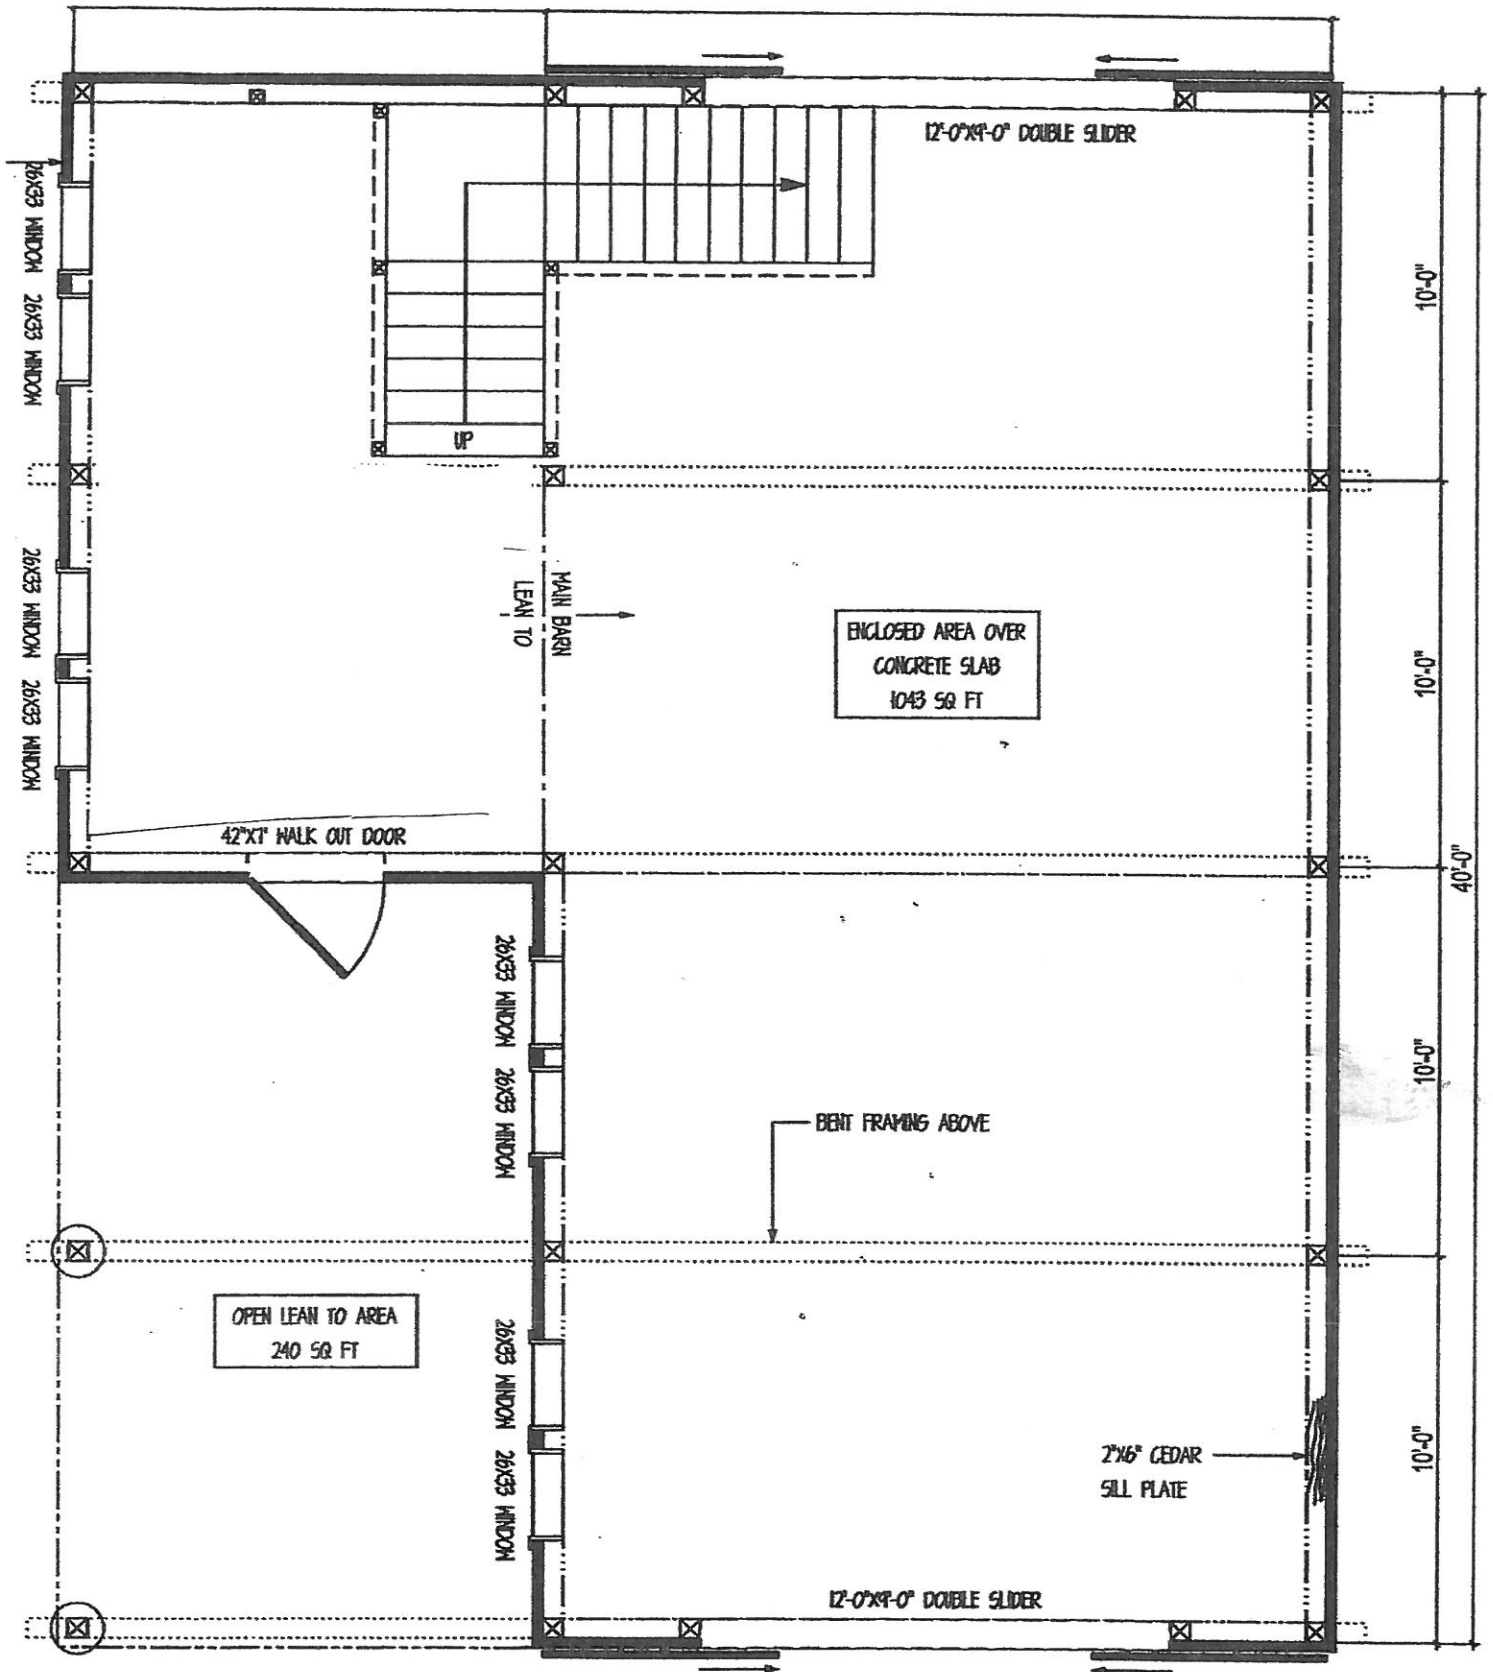 12'-0"X9'-0" DOUBLE SLIDER
26X33 WINDOW
26X33 WINDOW
10'-0"
UP
26X33 WINDOW
26X33 WINDOW
MAIN BARN
LEAN TO
ENCLOSED AREA OVER
CONCRETE SLAB
1043 SQ FT
10'-0"
42"X7' WALK OUT DOOR
40'-0"
26X33 WINDOW
26X33 WINDOW
10'-0"
BENT FRAMING ABOVE
OPEN LEAN TO AREA
240 SQ FT
26X33 WINDOW
26X33 WINDOW
10'-0"
2"X6" CEDAR
SILL PLATE
12'-0"X9'-0" DOUBLE SLIDER